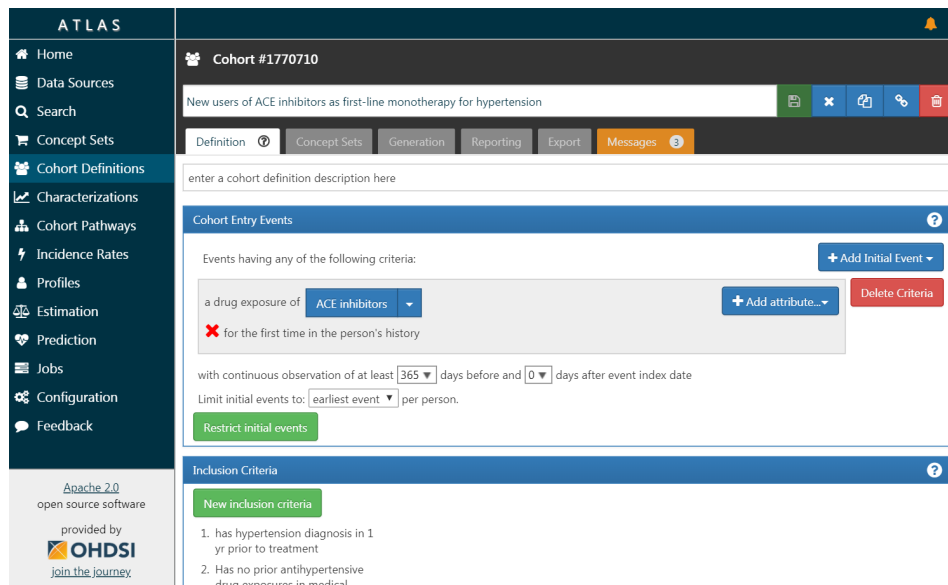 ATLAS
Home
Data Sources
Search
Concept Sets
Cohort Definitions
Characterizations
Cohort Pathways
Incidence Rates
Profiles
Estimation
Prediction
Jobs
Configuration
Feedback
Apache 2.0
open source software
provided by
OHDSI
join the journey
Cohort #1770710
New users of ACE inhibitors as first-line monotherapy for hypertension
Definition ? Concept Sets Generation Reporting Export Messages 3
enter a cohort definition description here
Cohort Entry Events ?
Events having any of the following criteria: + Add Initial Event
a drug exposure of ACE inhibitors + Add attribute... Delete Criteria
for the first time in the person's history
with continuous observation of at least 365 days before and 0 days after event index date
Limit initial events to: earliest event per person.
Restrict initial events
Inclusion Criteria ?
New inclusion criteria
1. has hypertension diagnosis in 1
yr prior to treatment
2. Has no prior antihypertensive
drug exposures in medical